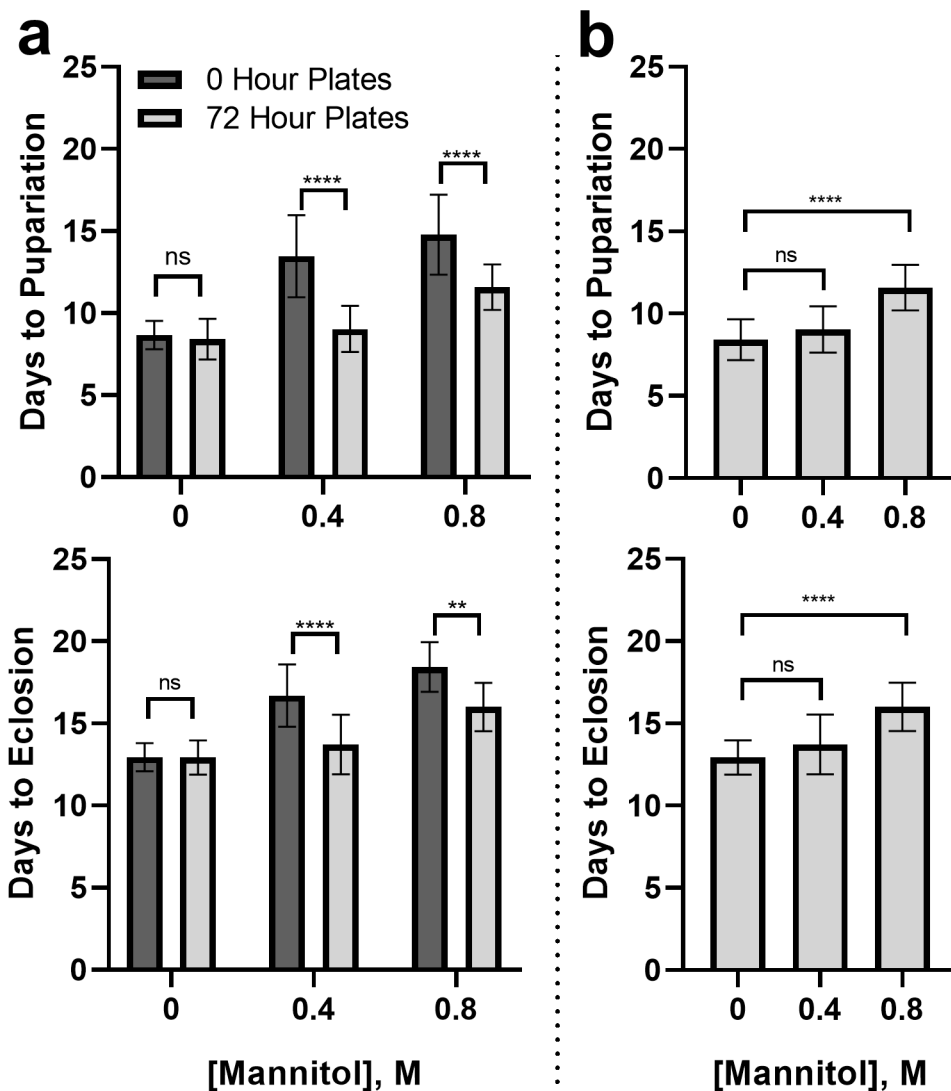 a
25
20
15
10
5
0
Days to Pupariation
0 Hour Plates
72 Hour Plates
ns
****
****
0 0.4 0.8
25
20
15
10
5
0
Days to Eclosion
ns
****
**
0 0.4 0.8
[Mannitol], M
b
25
20
15
10
5
0
Days to Pupariation
ns
****
0 0.4 0.8
25
20
15
10
5
0
Days to Eclosion
ns
****
0 0.4 0.8
[Mannitol], M